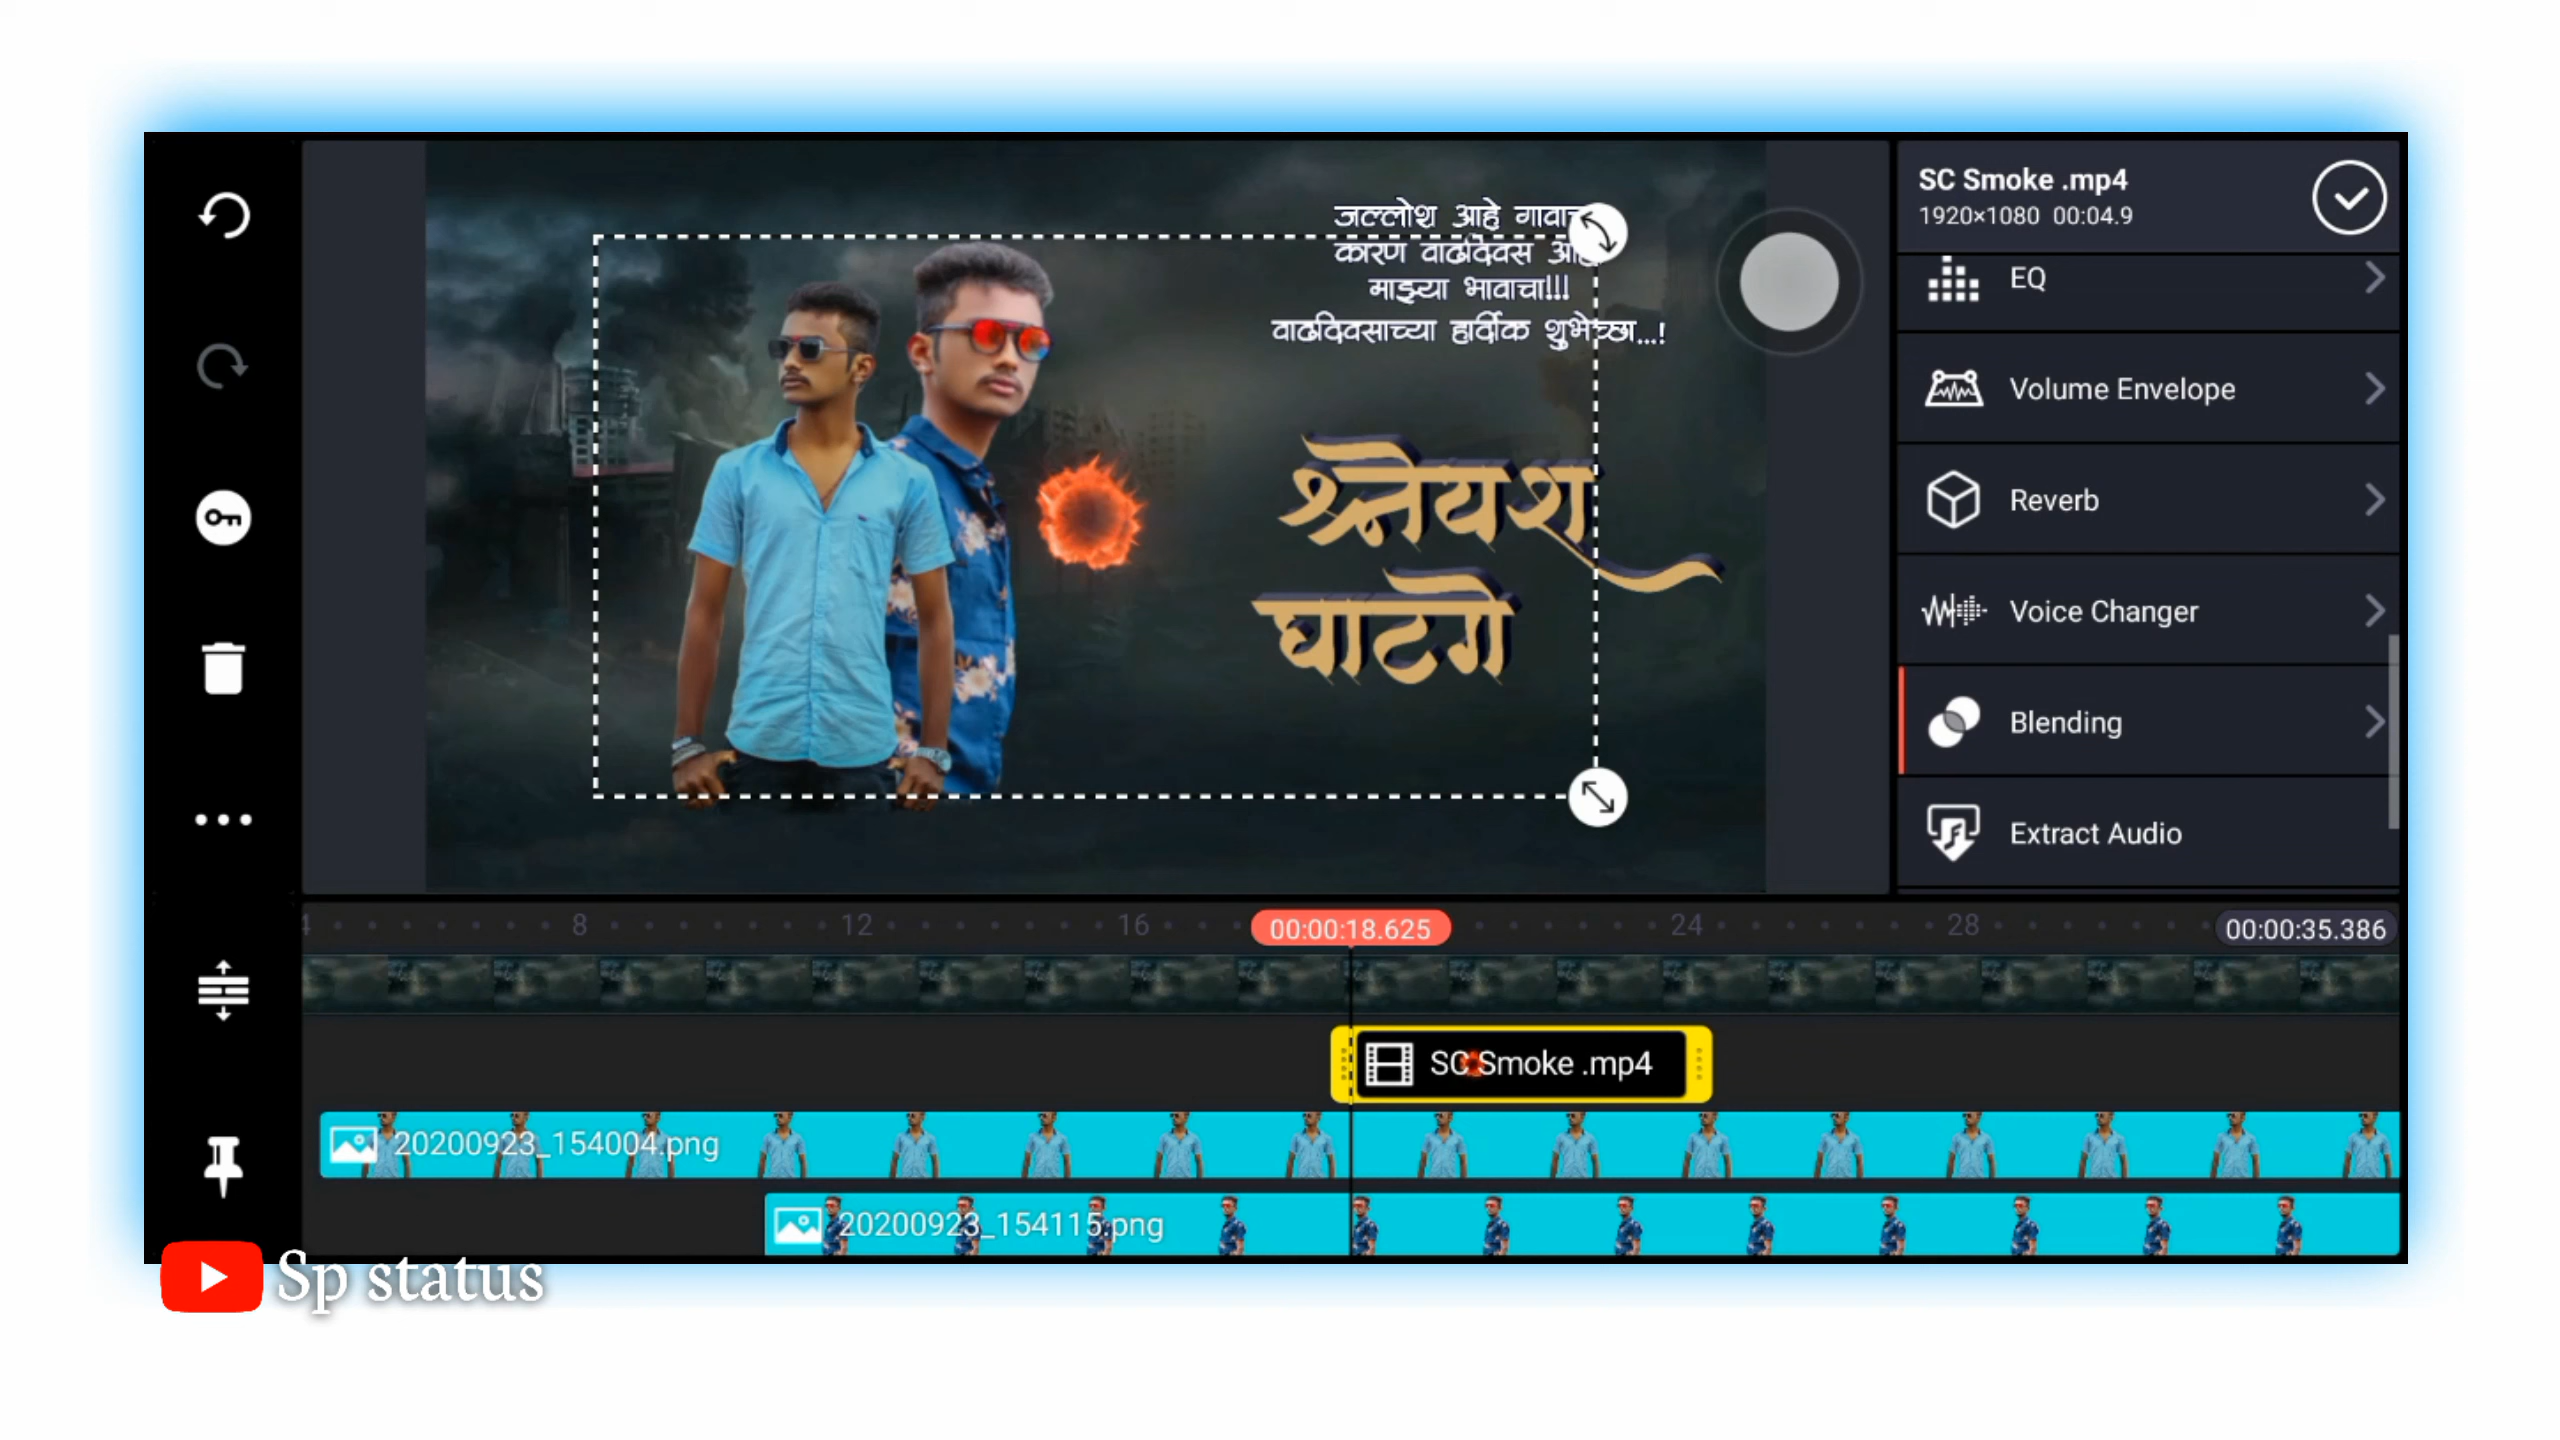 SC Smoke .mp4
1920×1080 00:04.9
EQ
Volume Envelope
Reverb
Voice Changer
Blending
Extract Audio
जल्लोश आहे गावाचा
कारण वाढदिवस आहे
माझ्या भावाचा!!!
वाढदिवसाच्या हार्दीक शुभेच्छा...!
श्रेयश
घाटगे
4 8 12 16 00:00:18.625 24 28 00:00:35.386
SC Smoke .mp4
20200923_154004.png
20200923_154115.png
Sp status